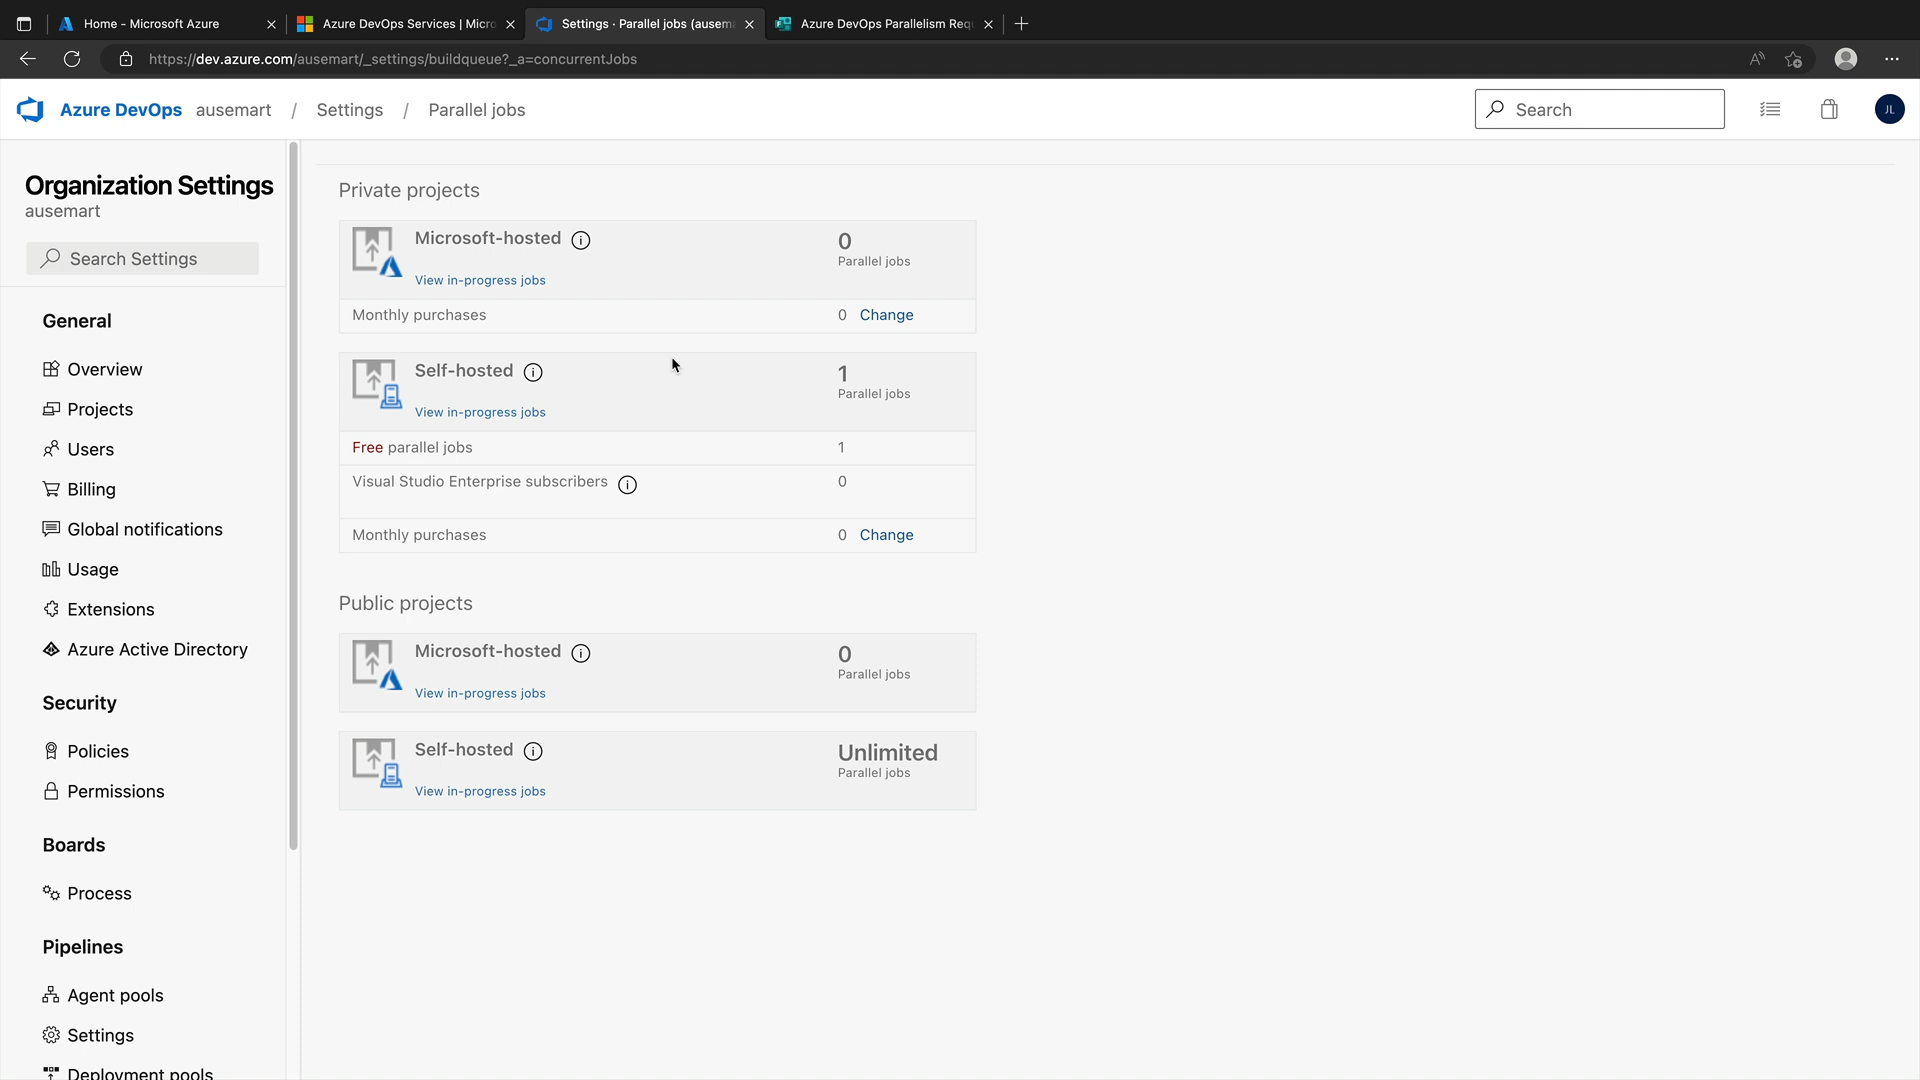 Home - Microsoft Azure
Azure DevOps Services | Micro
Settings · Parallel jobs (ausema
Azure DevOps Parallelism Requ
https://dev.azure.com/ausemart/_settings/buildqueue?_a=concurrentJobs
Azure DevOps ausemart / Settings / Parallel jobs
Search
JL
Organization Settings
ausemart
Search Settings
General
Overview
Projects
Users
Billing
Global notifications
Usage
Extensions
Azure Active Directory
Security
Policies
Permissions
Boards
Process
Pipelines
Agent pools
Settings
Deployment pools
Private projects
Microsoft-hosted
0
Parallel jobs
View in-progress jobs
Monthly purchases 0 Change
Self-hosted
1
Parallel jobs
View in-progress jobs
Free parallel jobs 1
Visual Studio Enterprise subscribers 0
Monthly purchases 0 Change
Public projects
Microsoft-hosted
0
Parallel jobs
View in-progress jobs
Self-hosted
Unlimited
Parallel jobs
View in-progress jobs